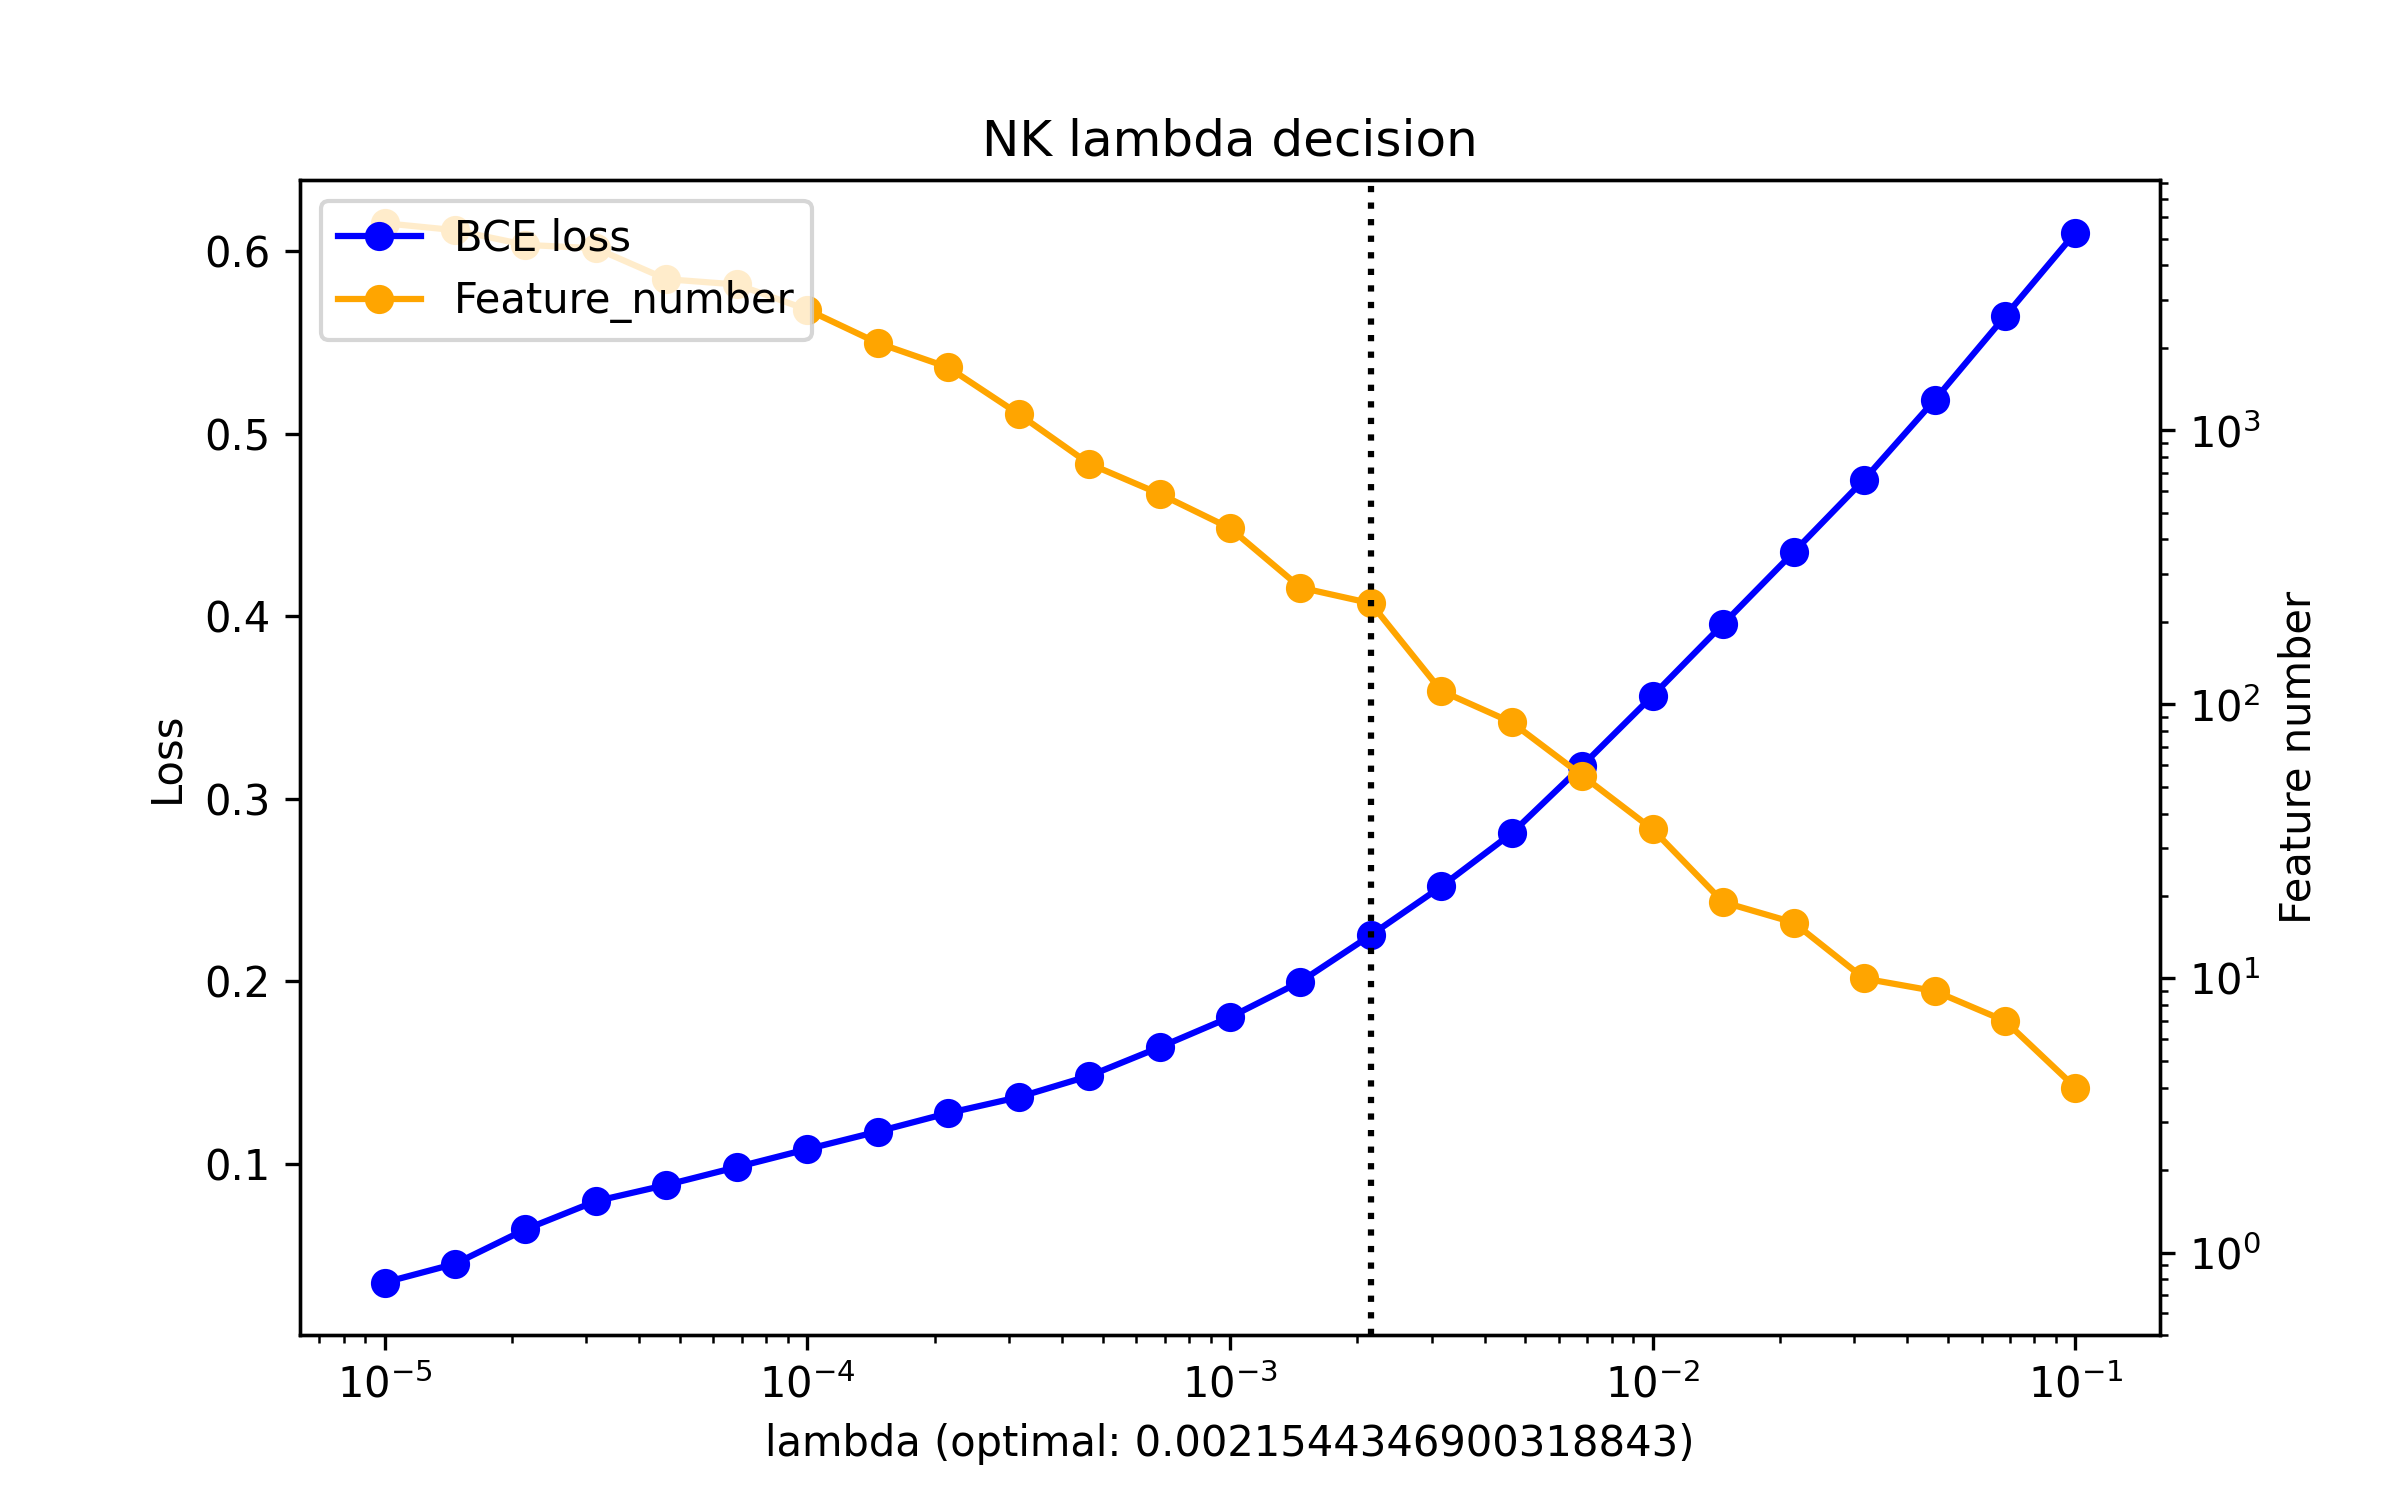 NK lambda decision
BCE loss
Feature_number
0.6
0.5
0.4
0.3
0.2
0.1
Loss
10³
10²
10¹
10⁰
Feature number
10⁻⁵ 10⁻⁴ 10⁻³ 10⁻² 10⁻¹
lambda (optimal: 0.0021544346900318843)